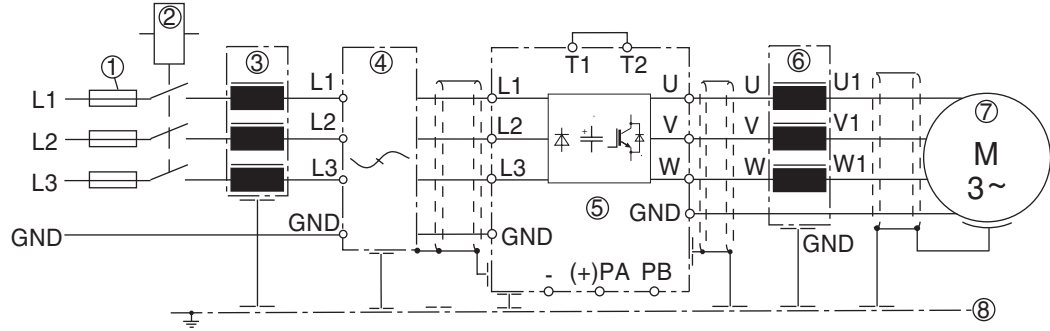 ②
T1 T2
① ③ ④ ⑥
L1 L1 L1 U U U1 ⑦
L2 L2 L2 V V V1 M
L3 L3 L3 W W W1 3~
⑤
GND GND GND GND GND
- (+)PA PB
⑧